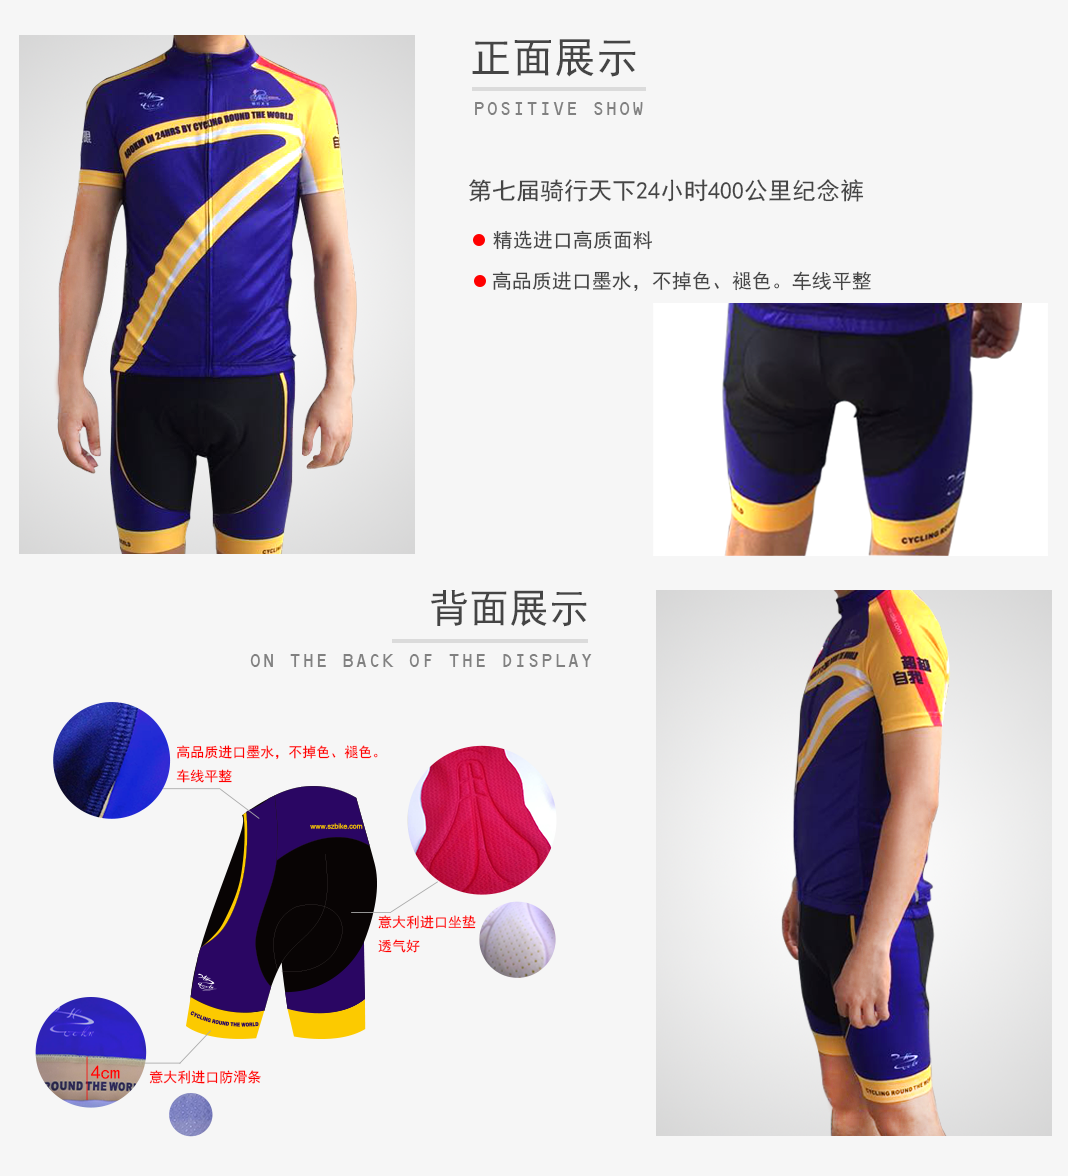 正面展示
POSITIVE SHOW
400KM IN 24HRS BY CYCLING ROUND THE WORLD
第七届骑行天下24小时400公里纪念裤
精选进口高质面料
高品质进口墨水，不掉色、褪色。车线平整
CYCLING ROUND
背面展示
ON THE BACK OF THE DISPLAY
超越
自我
高品质进口墨水，不掉色、褪色。
车线平整
www.szbike.com
意大利进口坐垫
透气好
CYCLING ROUND THE WORLD
4cm
ROUND THE WOR
意大利进口防滑条
CYCLING ROUND THE WORL